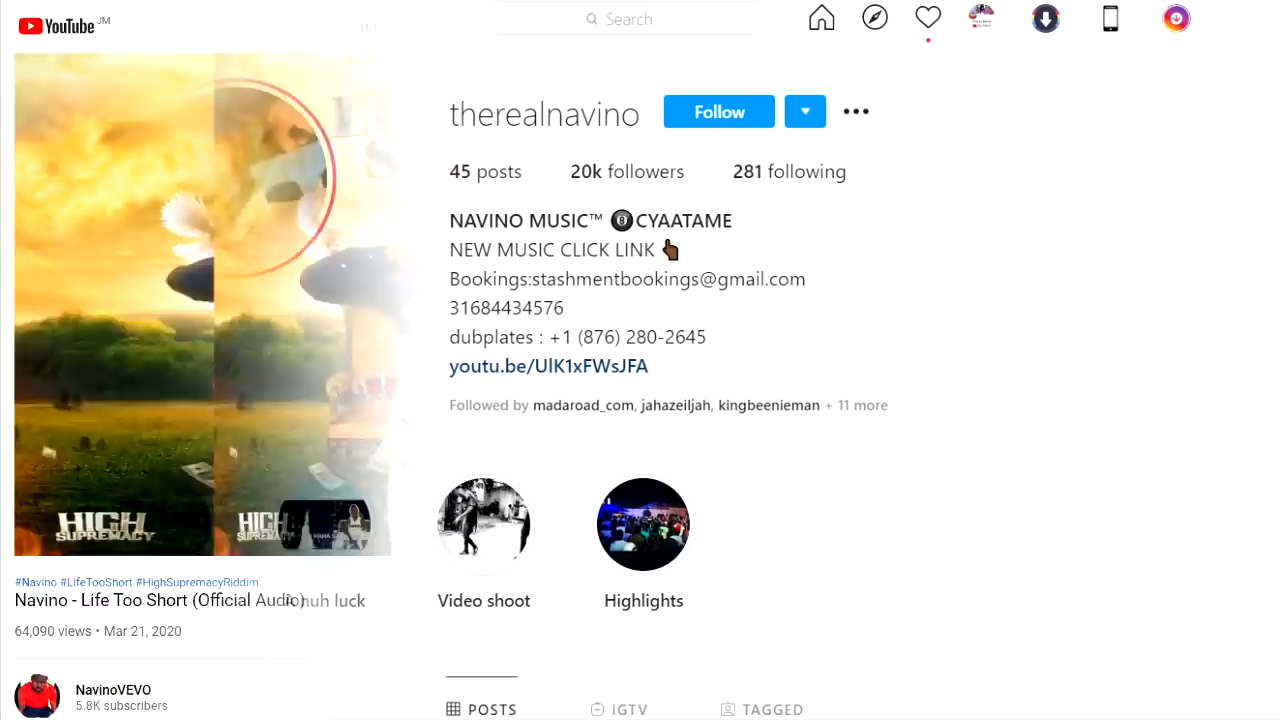 YouTube JM
Search
therealnavino Follow
45 posts 20k followers 281 following
NAVINO MUSIC™ 🎱CYAATAME
NEW MUSIC CLICK LINK 👆🏿
Bookings:stashmentbookings@gmail.com
31684434576
dubplates : +1 (876) 280-2645
youtu.be/UlK1xFWsJFA
Followed by madaroad_com, jahazeiljah, kingbeenieman + 11 more
HIGH
SUPREMACY
HIGH
SUPREMACY
#Navino #LIfeTooShort #HighSupremacyRiddim
Navino - Life Too Short (Official Audio)
nuh luck
Video shoot
Highlights
64,090 views • Mar 21, 2020
NavinoVEVO
5.8K subscribers
POSTS
IGTV
TAGGED